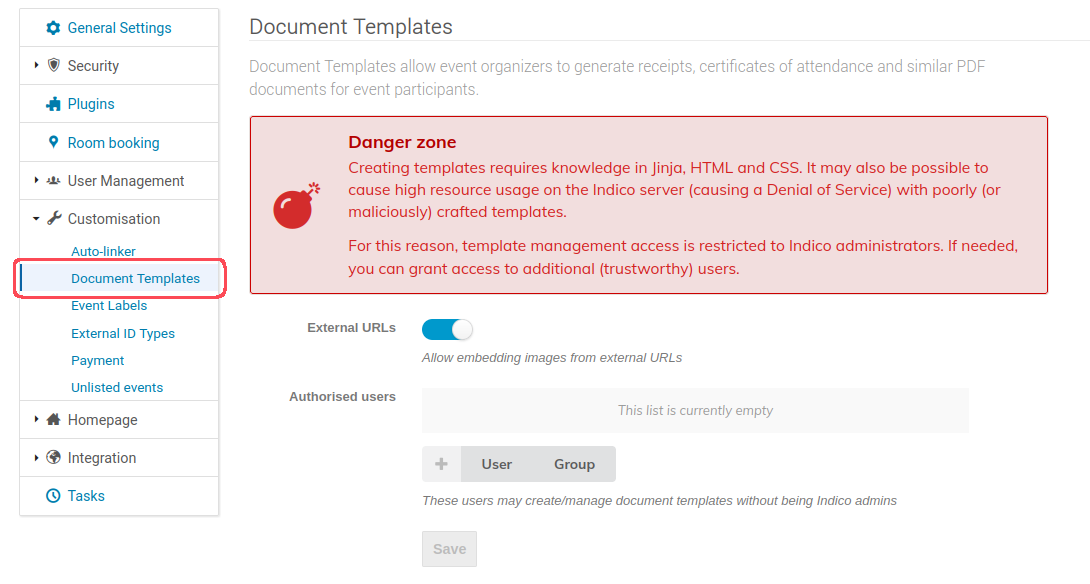 General Settings
Security
Plugins
Room booking
User Management
Customisation
Auto-linker
Document Templates
Event Labels
External ID Types
Payment
Unlisted events
Homepage
Integration
Tasks
Document Templates
Document Templates allow event organizers to generate receipts, certificates of attendance and similar PDF
documents for event participants.
Danger zone
Creating templates requires knowledge in Jinja, HTML and CSS. It may also be possible to
cause high resource usage on the Indico server (causing a Denial of Service) with poorly (or
maliciously) crafted templates.
For this reason, template management access is restricted to Indico administrators. If needed,
you can grant access to additional (trustworthy) users.
External URLs
Allow embedding images from external URLs
Authorised users
This list is currently empty
User Group
These users may create/manage document templates without being Indico admins
Save